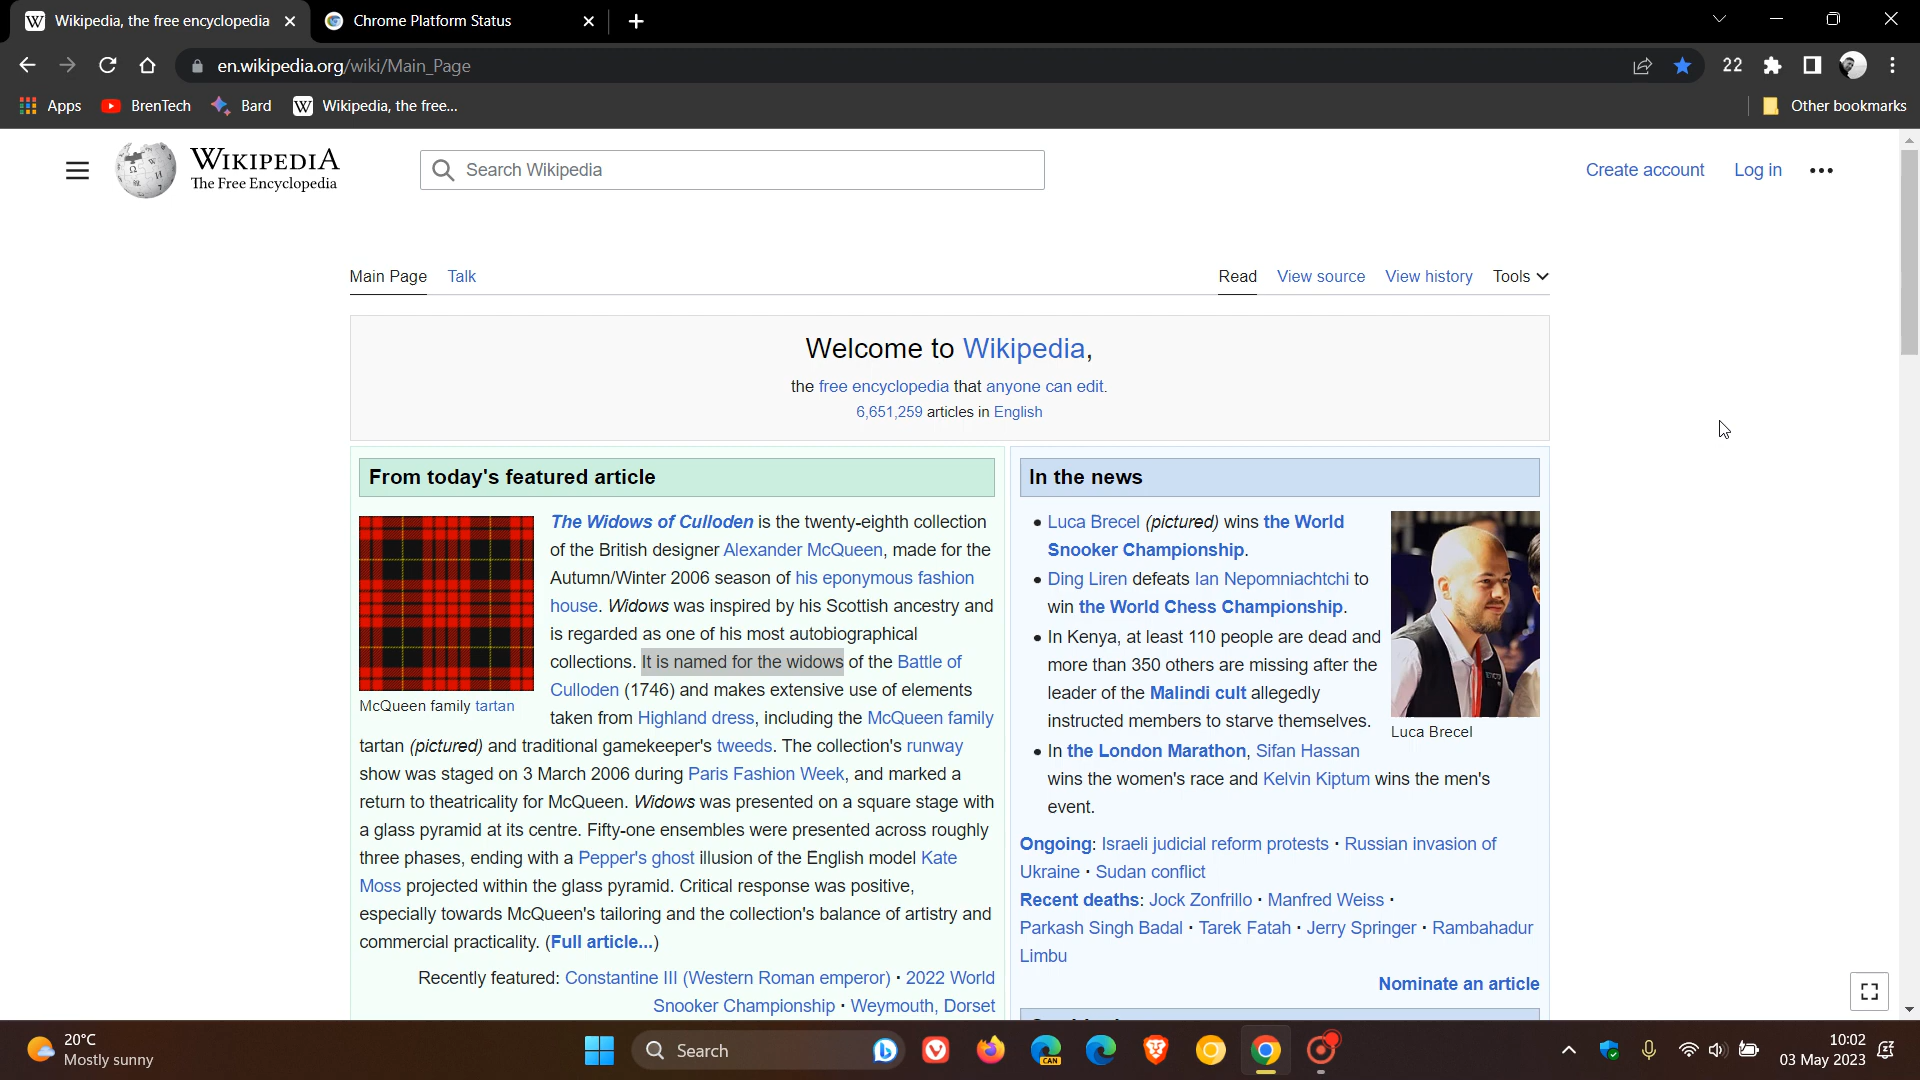 Wikipedia, the free encyclopedia
Chrome Platform Status
en.wikipedia.org/wiki/Main_Page
22
Apps
BrenTech
Bard
Wikipedia, the free...
Other bookmarks
WIKIPEDIA
The Free Encyclopedia
Search Wikipedia
Create account
Log in
Main Page
Talk
Read
View source
View history
Tools
Welcome to Wikipedia,
the free encyclopedia that anyone can edit.
6,651,259 articles in English
From today's featured article
The Widows of Culloden is the twenty-eighth collection
of the British designer Alexander McQueen, made for the
Autumn/Winter 2006 season of his eponymous fashion
house. Widows was inspired by his Scottish ancestry and
is regarded as one of his most autobiographical
collections. It is named for the widows of the Battle of
Culloden (1746) and makes extensive use of elements
taken from Highland dress, including the McQueen family
McQueen family tartan
tartan (pictured) and traditional gamekeeper's tweeds. The collection's runway
show was staged on 3 March 2006 during Paris Fashion Week, and marked a
return to theatricality for McQueen. Widows was presented on a square stage with
a glass pyramid at its centre. Fifty-one ensembles were presented across roughly
three phases, ending with a Pepper's ghost illusion of the English model Kate
Moss projected within the glass pyramid. Critical response was positive,
especially towards McQueen's tailoring and the collection's balance of artistry and
commercial practicality. (Full article...)
Recently featured: Constantine III (Western Roman emperor) · 2022 World
Snooker Championship · Weymouth, Dorset
In the news
• Luca Brecel (pictured) wins the World
Snooker Championship.
• Ding Liren defeats Ian Nepomniachtchi to
win the World Chess Championship.
• In Kenya, at least 110 people are dead and
more than 350 others are missing after the
leader of the Malindi cult allegedly
instructed members to starve themselves.
Luca Brecel
• In the London Marathon, Sifan Hassan
wins the women's race and Kelvin Kiptum wins the men's
event.
Ongoing: Israeli judicial reform protests · Russian invasion of
Ukraine · Sudan conflict
Recent deaths: Jock Zonfrillo · Manfred Weiss ·
Parkash Singh Badal · Tarek Fatah · Jerry Springer · Rambahadur
Limbu
Nominate an article
20°C
Mostly sunny
Search
CAN
10:02
03 May 2023